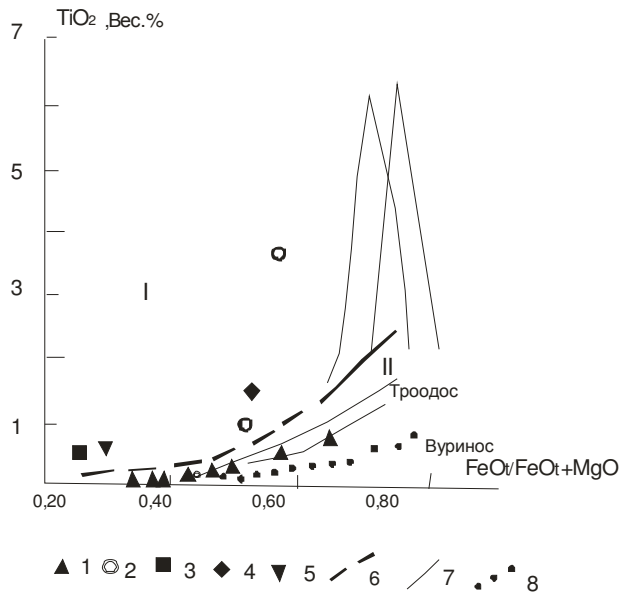 TiO₂ ,Вес.%
7
5
3
I
II
Троодос
1
Вуринос
FeOt/FeOt+MgO
0,20 0,40 0,60 0,80
1 2 3 4 5 6 7 8